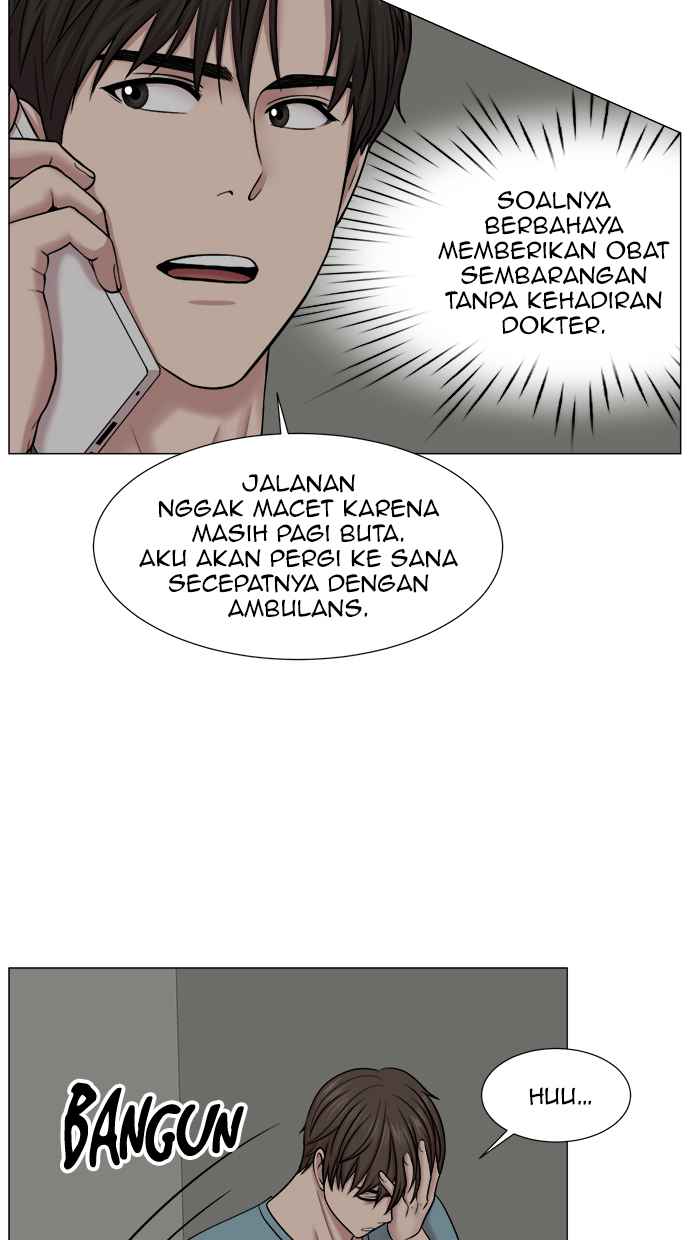 SOALNYA
BERBAHAYA
MEMBERIKAN OBAT
SEMBARANGAN
TANPA KEHADIRAN
DOKTER.
JALANAN
NGGAK MACET KARENA
MASIH PAGI BUTA.
AKU AKAN PERGI KE SANA
SECEPATNYA DENGAN
AMBULANS.
BANGUN
HUU...